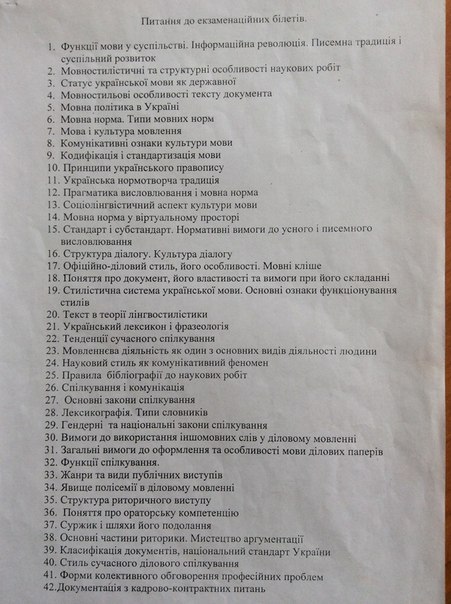 Питання до екзаменаційних білетів.
1. Функції мови у суспільстві. Інформаційна революція. Писемна традиція і
суспільний розвиток
2. Мовностилістичні та структурні особливості наукових робіт
3. Статус української мови як державної
4. Мовностильові особливості тексту документа
5. Мовна політика в Україні
6. Мовна норма. Типи мовних норм
7. Мова і культура мовлення
8. Комунікативні ознаки культури мови
9. Кодифікація і стандартизація мови
10. Принципи українського правопису
11. Українська нормотворча традиція
12. Прагматика висловлювання і мовна норма
13. Соціолінгвістичний аспект культури мови
14. Мовна норма у віртуальному просторі
15. Стандарт і субстандарт. Нормативні вимоги до усного і писемного
висловлювання
16. Структура діалогу. Культура діалогу
17. Офіційно-діловий стиль, його особливості. Мовні кліше
18. Поняття про документ, його властивості та вимоги при його складанні
19. Стилістична система української мови. Основні ознаки функціонування
стилів
20. Текст в теорії лінгвостилістики
21. Український лексикон і фразеологія
22. Тенденції сучасного спілкування
23. Мовленнєва діяльність як один з основних видів діяльності людини
24. Науковий стиль як комунікативний феномен
25. Правила бібліографії до наукових робіт
26. Спілкування і комунікація
27. Основні закони спілкування
28. Лексикографія. Типи словників
29. Гендерні та національні закони спілкування
30. Вимоги до використання іншомовних слів у діловому мовленні
31. Загальні вимоги до оформлення та особливості мови ділових паперів
32. Функції спілкування.
33. Жанри та види публічних виступів
34. Явище полісемії в діловому мовленні
35. Структура риторичного виступу
36. Поняття про ораторську компетенцію
37. Суржик і шляхи його подолання
38. Основні частини риторики. Мистецтво аргументації
39. Класифікація документів, національний стандарт України
40. Стиль сучасного ділового спілкування
41. Форми колективного обговорення професійних проблем
42.Документація з кадрово-контрактних питань